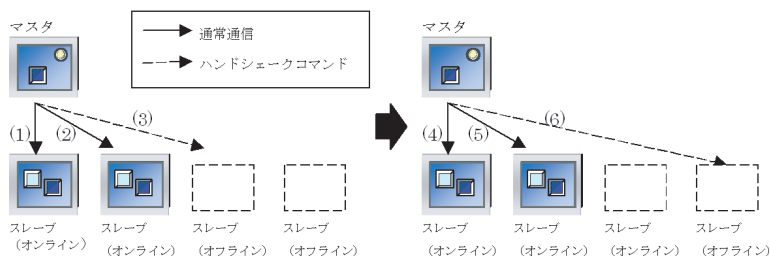 マスタ
通常通信
ハンドシェークコマンド
(1)
(2)
(3)
スレーブ
(オンライン)
スレーブ
(オンライン)
スレーブ
(オフライン)
スレーブ
(オフライン)
マスタ
(4)
(5)
(6)
スレーブ
(オンライン)
スレーブ
(オンライン)
スレーブ
(オンライン)
スレーブ
(オフライン)